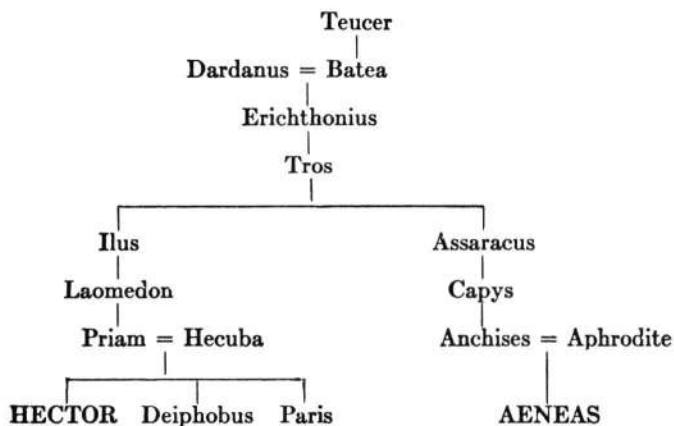 Teucer
Dardanus = Batea
Erichthonius
Tros
Ilus Assaracus
Laomedon Capys
Priam = Hecuba Anchises = Aphrodite
HECTOR Deiphobus Paris AENEAS